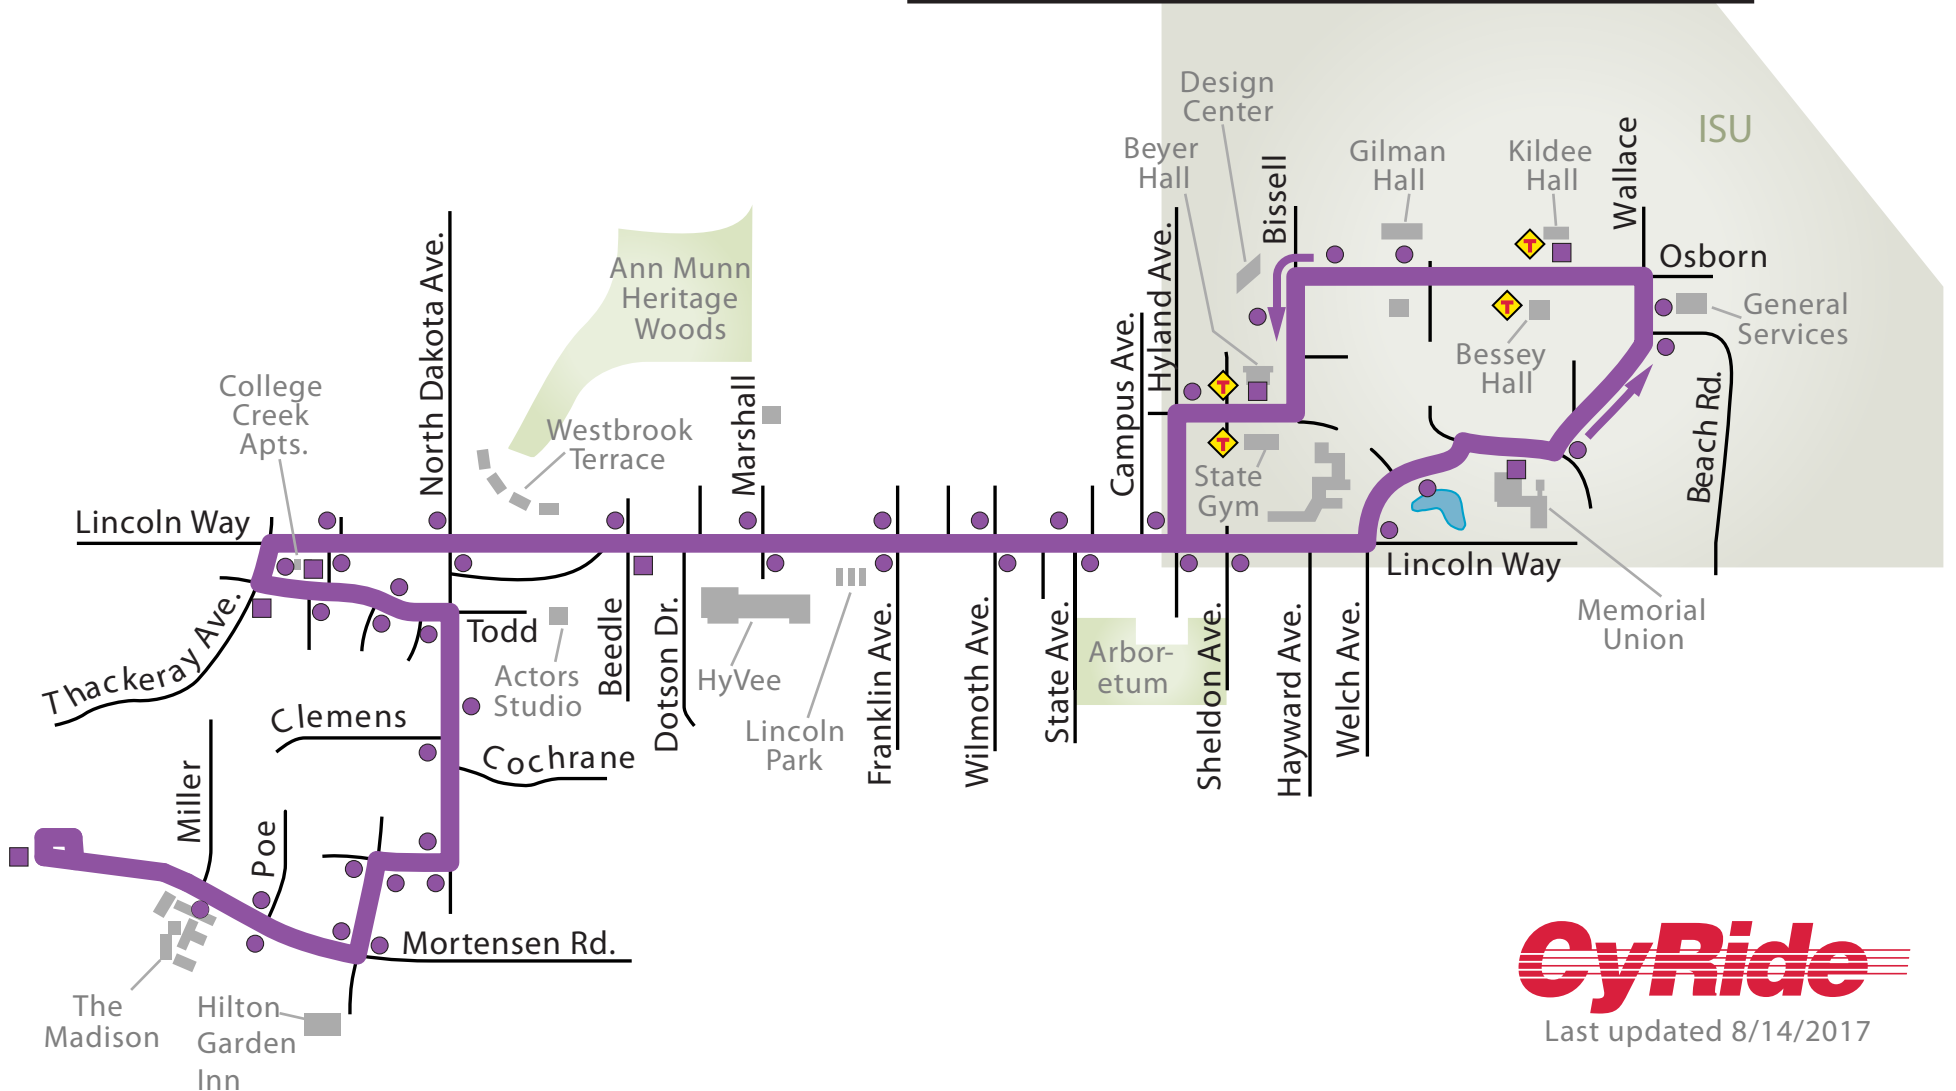 Design
Center
Beyer
Hall
Bissell
Gilman
Hall
Kildee
Hall
Wallace
ISU
Osborn
General
Services
Bessey
Hall
Beach Rd.
Hyland Ave.
Campus Ave.
T
T
T
T
State
Gym
Ann Munn
Heritage
Woods
North Dakota Ave.
College
Creek
Apts.
Westbrook
Terrace
Marshall
Lincoln Way
Lincoln Way
Thackeray Ave.
Todd
Actors
Studio
Beedle
Dotson Dr.
HyVee
Lincoln
Park
Franklin Ave.
Wilmoth Ave.
State Ave.
Arbor-
etum
Sheldon Ave.
Hayward Ave.
Welch Ave.
Memorial
Union
Clemens
Cochrane
Miller
Poe
Mortensen Rd.
The
Madison
Hilton
Garden
Inn
CyRide
Last updated 8/14/2017